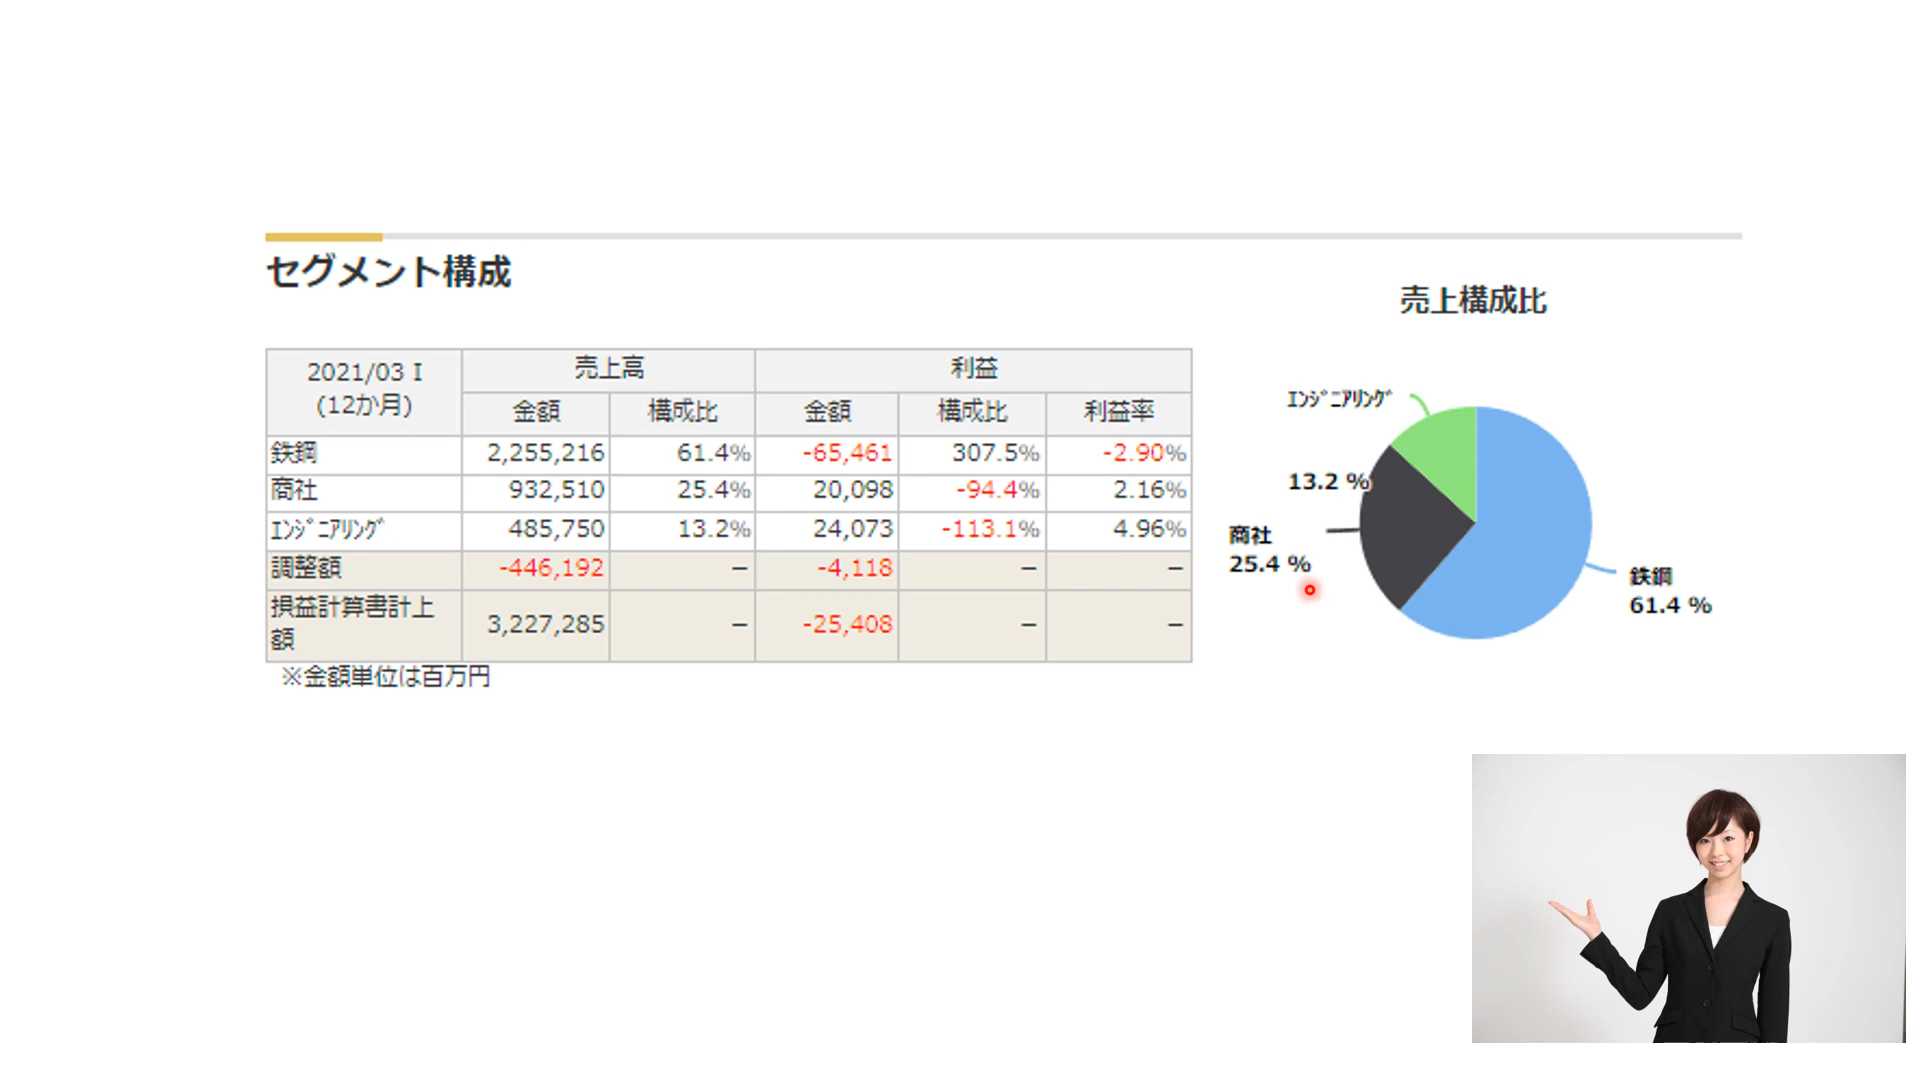 セグメント構成
売上構成比
2021/03 I
(12か月)
売上高
利益
金額
構成比
金額
構成比
利益率
鉄鋼 2,255,216 61.4% -65,461 307.5% -2.90%
商社 932,510 25.4% 20,098 -94.4% 2.16%
ｴﾝｼﾞﾆｱﾘﾝｸﾞ 485,750 13.2% 24,073 -113.1% 4.96%
調整額 -446,192 – -4,118 – –
損益計算書計上
額 3,227,285 – -25,408 – –
※金額単位は百万円
ｴﾝｼﾞﾆｱﾘﾝｸﾞ
13.2 %
商社
25.4 %
鉄鋼
61.4 %